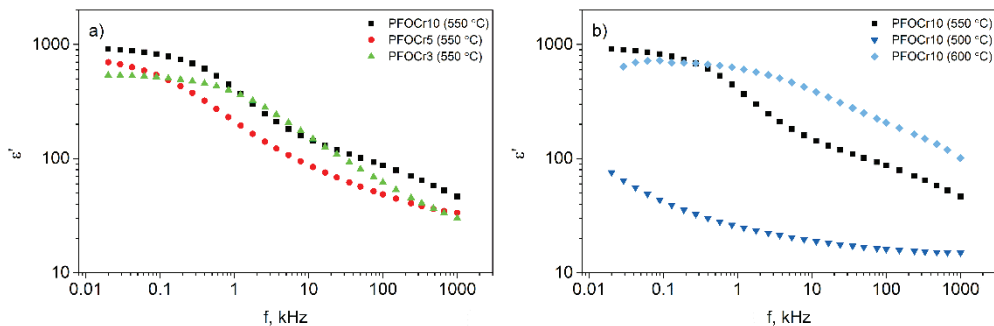 a)
PFOCr10 (550 °C)
PFOCr5 (550 °C)
PFOCr3 (550 °C)
1000
100
10
ε'
0.01 0.1 1 10 100 1000
f, kHz
b)
PFOCr10 (550 °C)
PFOCr10 (500 °C)
PFOCr10 (600 °C)
1000
100
10
ε'
0.01 0.1 1 10 100 1000
f, kHz